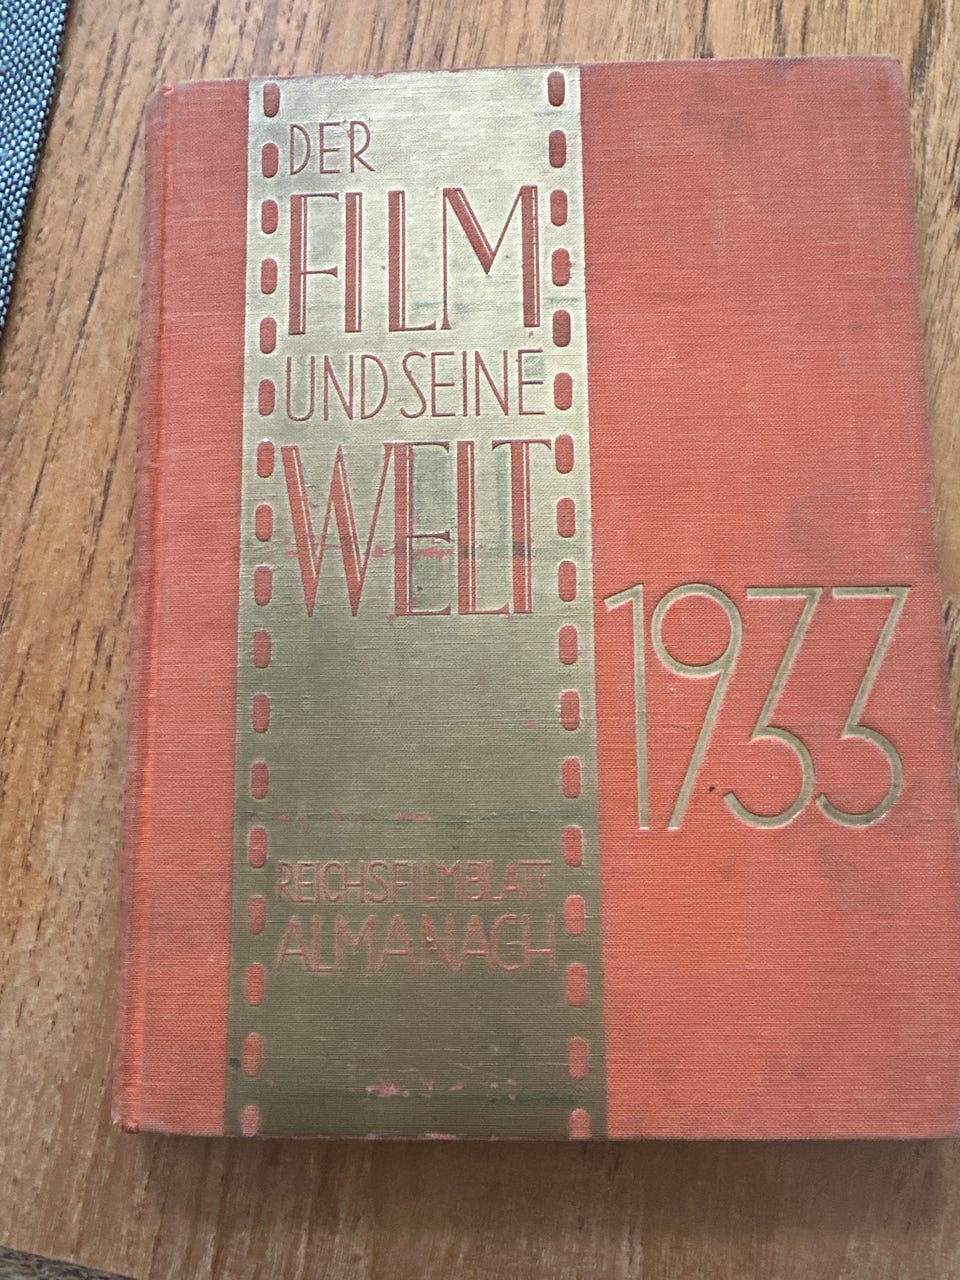 DER
FILM
UND SEINE
WELT
1933
REICHSFILMBLATT
ALMANACH